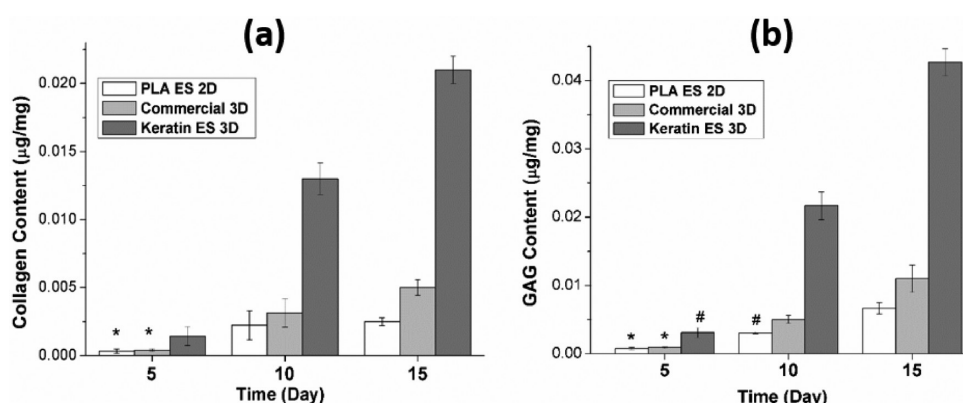 (a)
Collagen Content (µg/mg)
0.020
0.015
0.010
0.005
0.000
PLA ES 2D
Commercial 3D
Keratin ES 3D
* *
5 10 15
Time (Day)
(b)
GAG Content (µg/mg)
0.04
0.03
0.02
0.01
0.00
PLA ES 2D
Commercial 3D
Keratin ES 3D
* * # #
5 10 15
Time (Day)